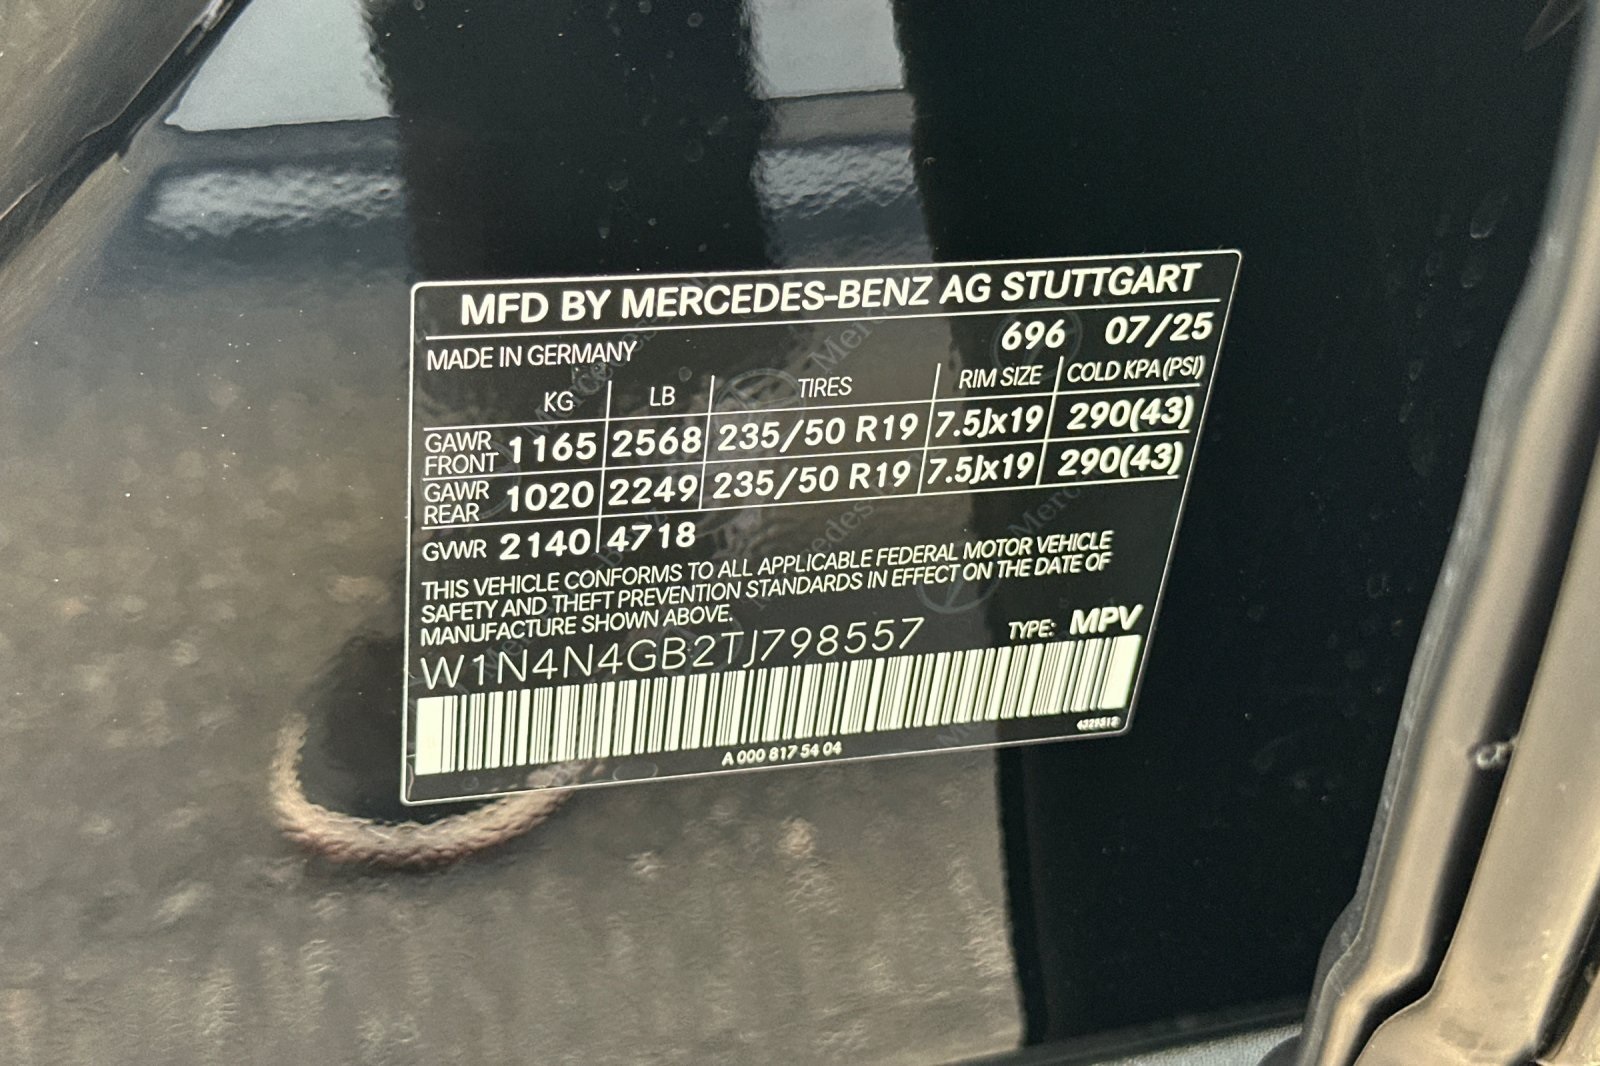 MFD BY MERCEDES-BENZ AG STUTTGART
MADE IN GERMANY 696 07/25
KG LB TIRES RIM SIZE COLD KPA(PSI)
GAWR FRONT 1165 2568 235/50 R19 7.5Jx19 290(43)
GAWR REAR 1020 2249 235/50 R19 7.5Jx19 290(43)
GVWR 2140 4718
THIS VEHICLE CONFORMS TO ALL APPLICABLE FEDERAL MOTOR VEHICLE
SAFETY AND THEFT PREVENTION STANDARDS IN EFFECT ON THE DATE OF
MANUFACTURE SHOWN ABOVE.
W1N4N4GB2TJ798557 TYPE: MPV
A 000 817 54 04